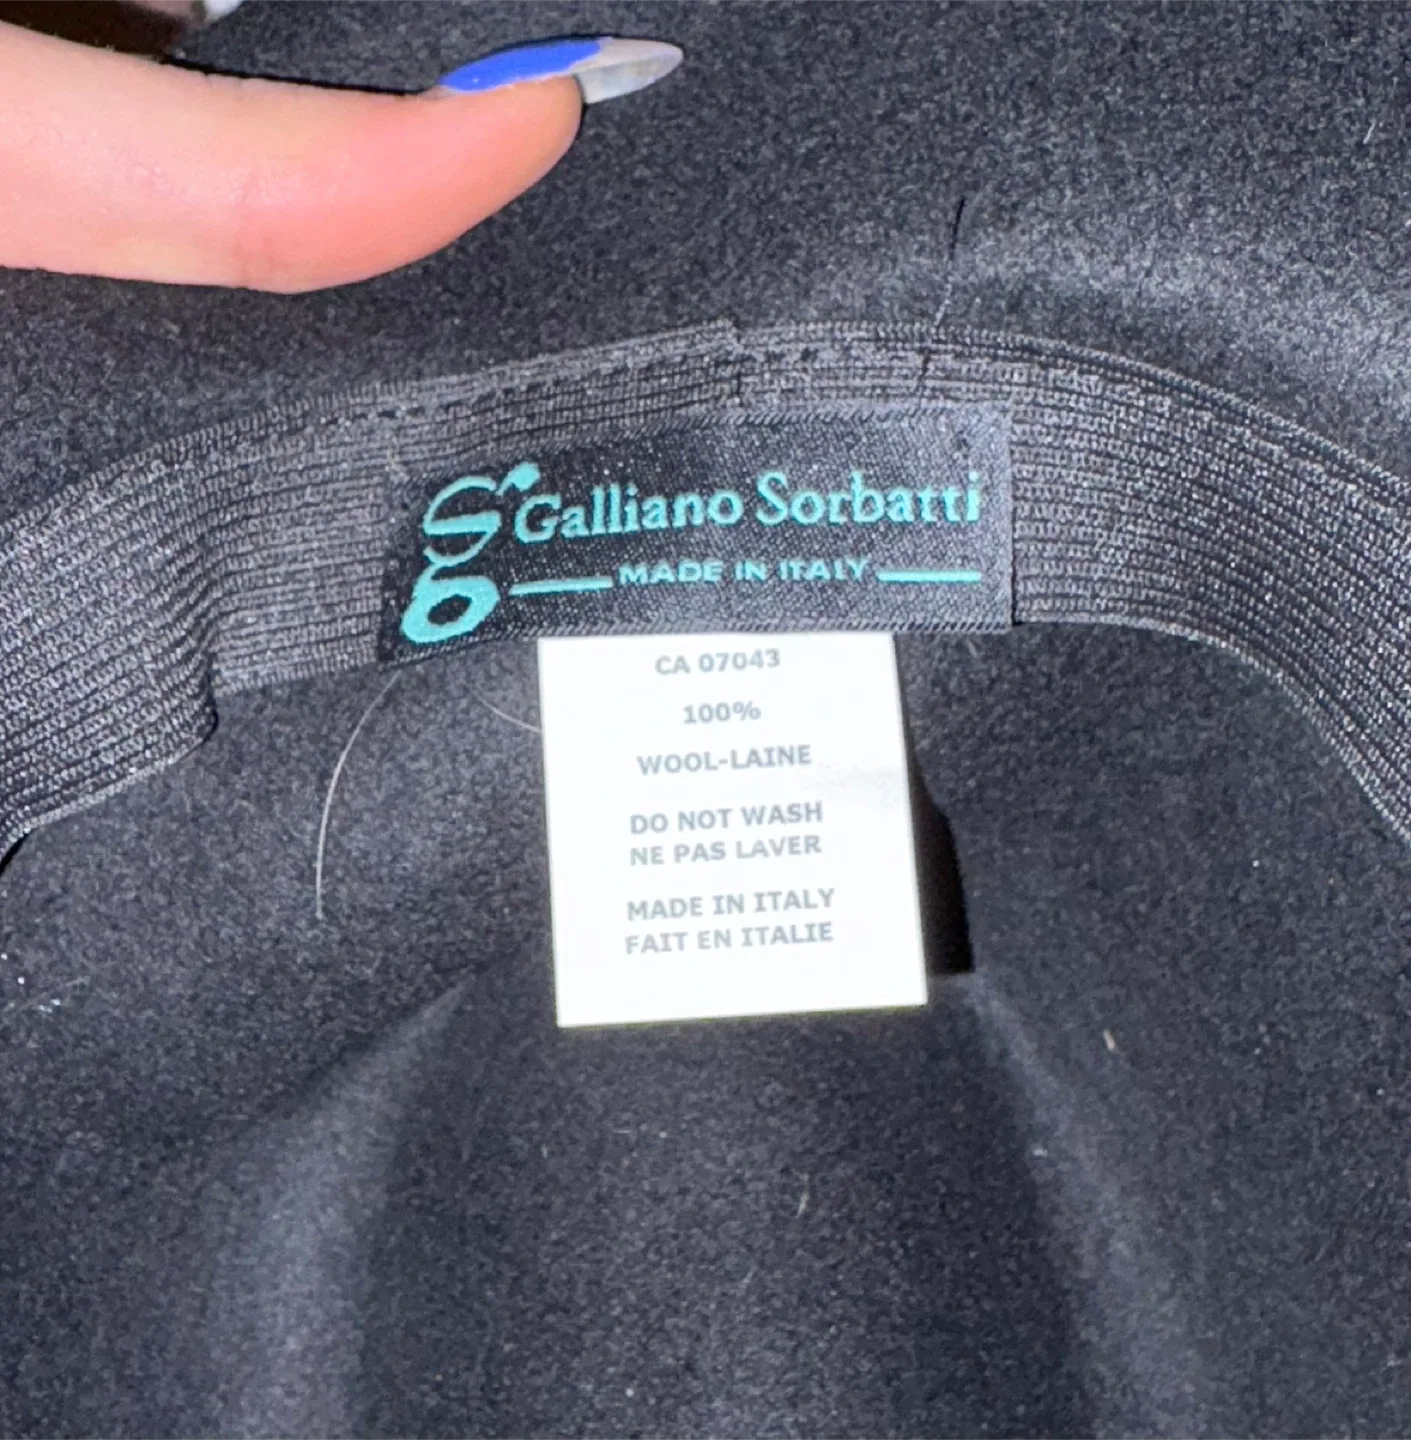 Galliano Sorbatti
MADE IN ITALY
CA 07043
100%
WOOL-LAINE
DO NOT WASH
NE PAS LAVER
MADE IN ITALY
FAIT EN ITALIE